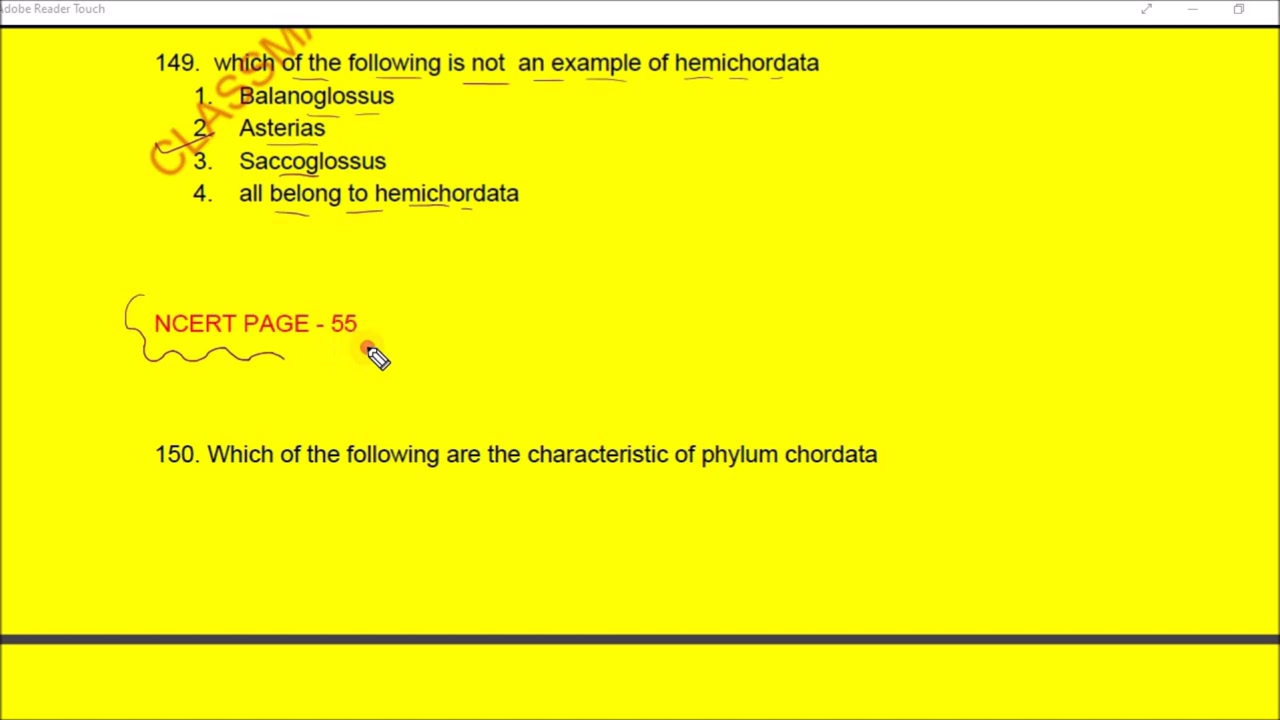 Adobe Reader Touch
149. which of the following is not an example of hemichordata
1. Balanoglossus
2. Asterias
3. Saccoglossus
4. all belong to hemichordata
CLASSMA
NCERT PAGE - 55
150. Which of the following are the characteristic of phylum chordata